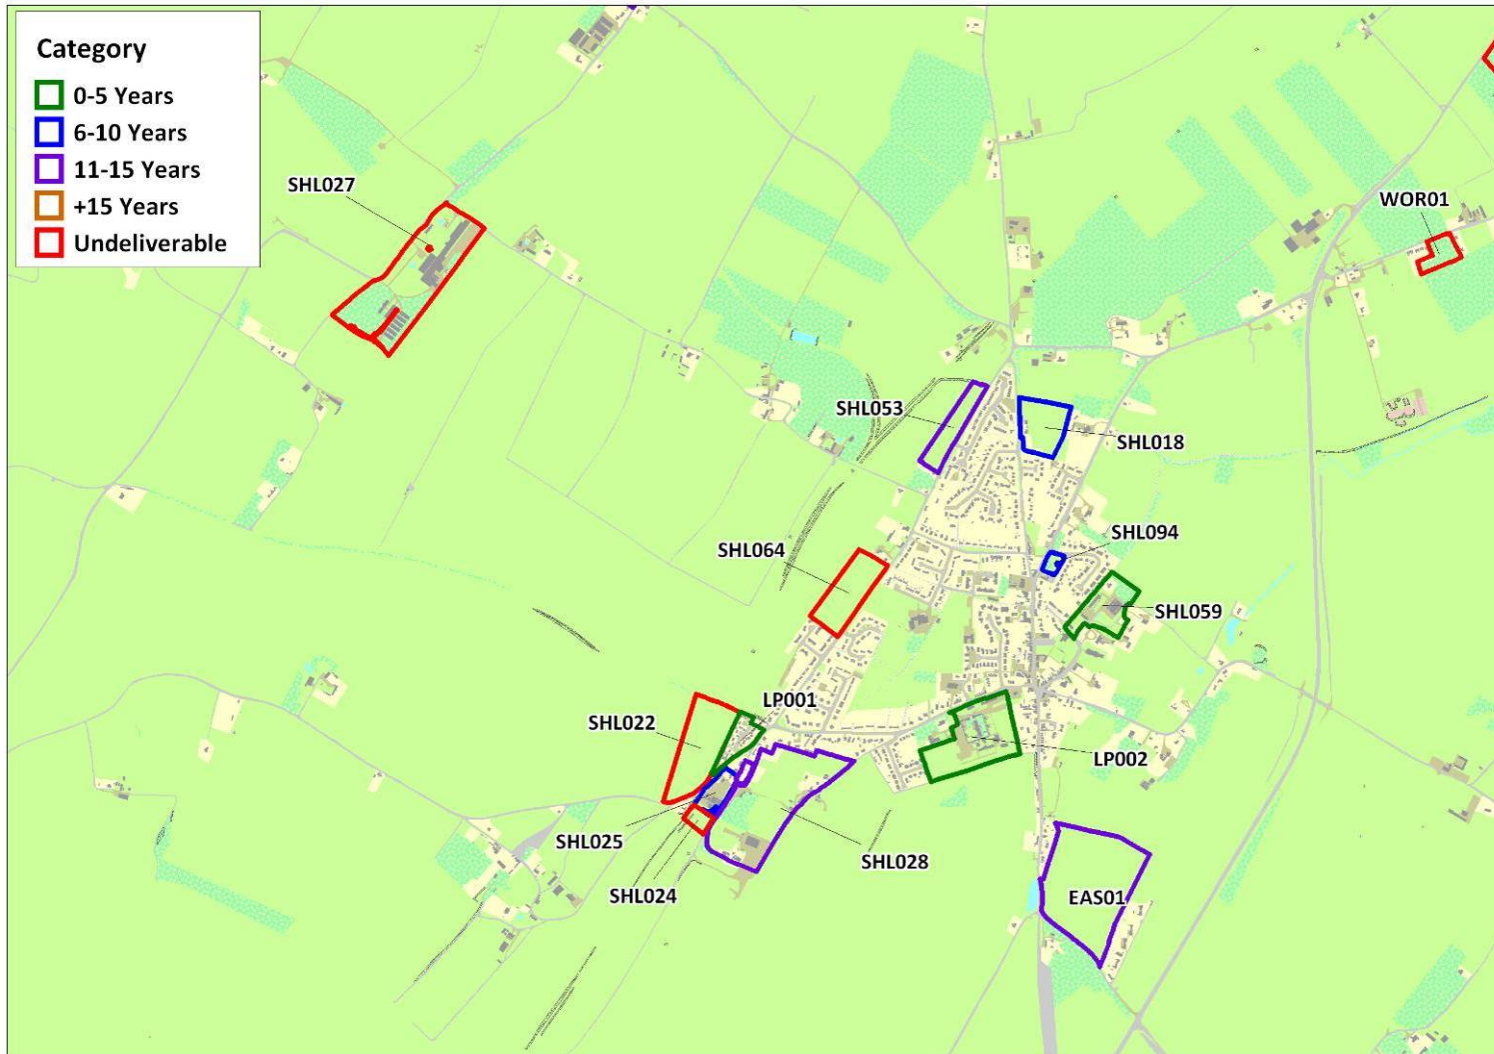 Category
0-5 Years
6-10 Years
11-15 Years
+15 Years
Undeliverable
SHL027
WOR01
SHL053
SHL018
SHL094
SHL064
SHL059
LP001
SHL022
LP002
SHL025
SHL028
SHL024
EAS01